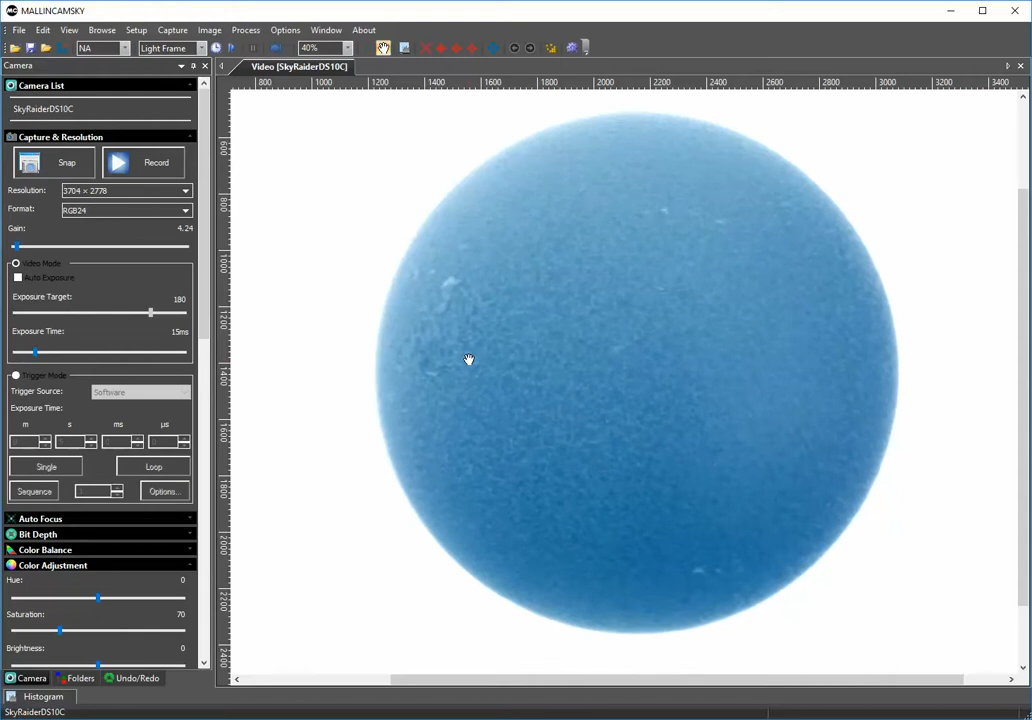 MALLINCAMSKY
File Edit View Browse Setup Capture Image Process Options Window About
NA Light Frame 40%
Camera
Video [SkyRaiderDS10C]
Camera List
SkyRaiderDS10C
Capture & Resolution
Snap Record
Resolution: 3704 × 2778
Format: RGB24
Gain: 4.24
Video Mode
Auto Exposure
Exposure Target: 180
Exposure Time: 15ms
Trigger Mode
Trigger Source: Software
Exposure Time:
m s ms µs
Single Loop
Sequence Options...
Auto Focus
Bit Depth
Color Balance
Color Adjustment
Hue: 0
Saturation: 70
Brightness: 0
Camera Folders Undo/Redo
Histogram
SkyRaiderDS10C
800 1000 1200 1400 1600 1800 2000 2200 2400 2600 2800 3000 3200 3400
600
800
1000
1200
1400
1600
1800
2000
2200
2400